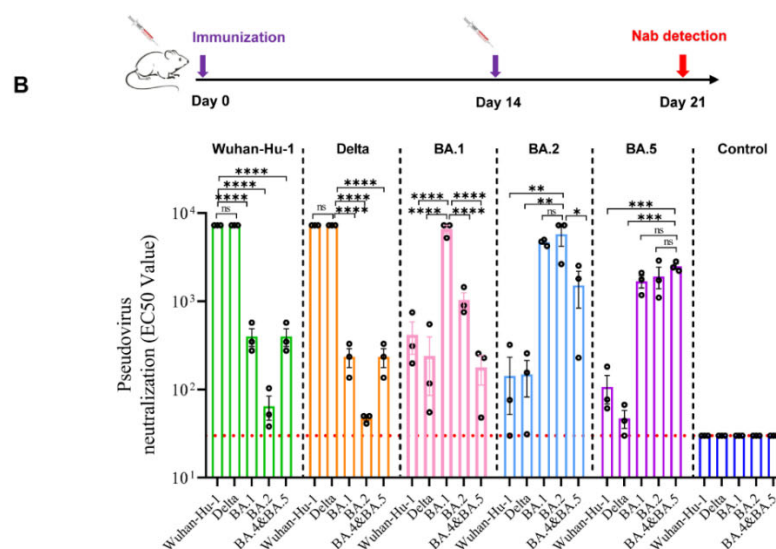 Immunization
Nab detection
B
Day 0
Day 14
Day 21
Wuhan-Hu-1
Delta
BA.1
BA.2
BA.5
Control
**** **** **** ns
**** **** **** ns
**** **** **** ****
** ** ns *
*** *** ns ns
Pseudovirus
neutralization (EC50 Value)
10⁴
10³
10²
10¹
Wuhan-Hu-1
Delta
BA.1
BA.2
BA.4&BA.5
Wuhan-Hu-1
Delta
BA.1
BA.2
BA.4&BA.5
Wuhan-Hu-1
Delta
BA.1
BA.2
BA.4&BA.5
Wuhan-Hu-1
Delta
BA.1
BA.2
BA.4&BA.5
Wuhan-Hu-1
Delta
BA.1
BA.2
BA.4&BA.5
Wuhan-Hu-1
Delta
BA.1
BA.2
BA.4&BA.5